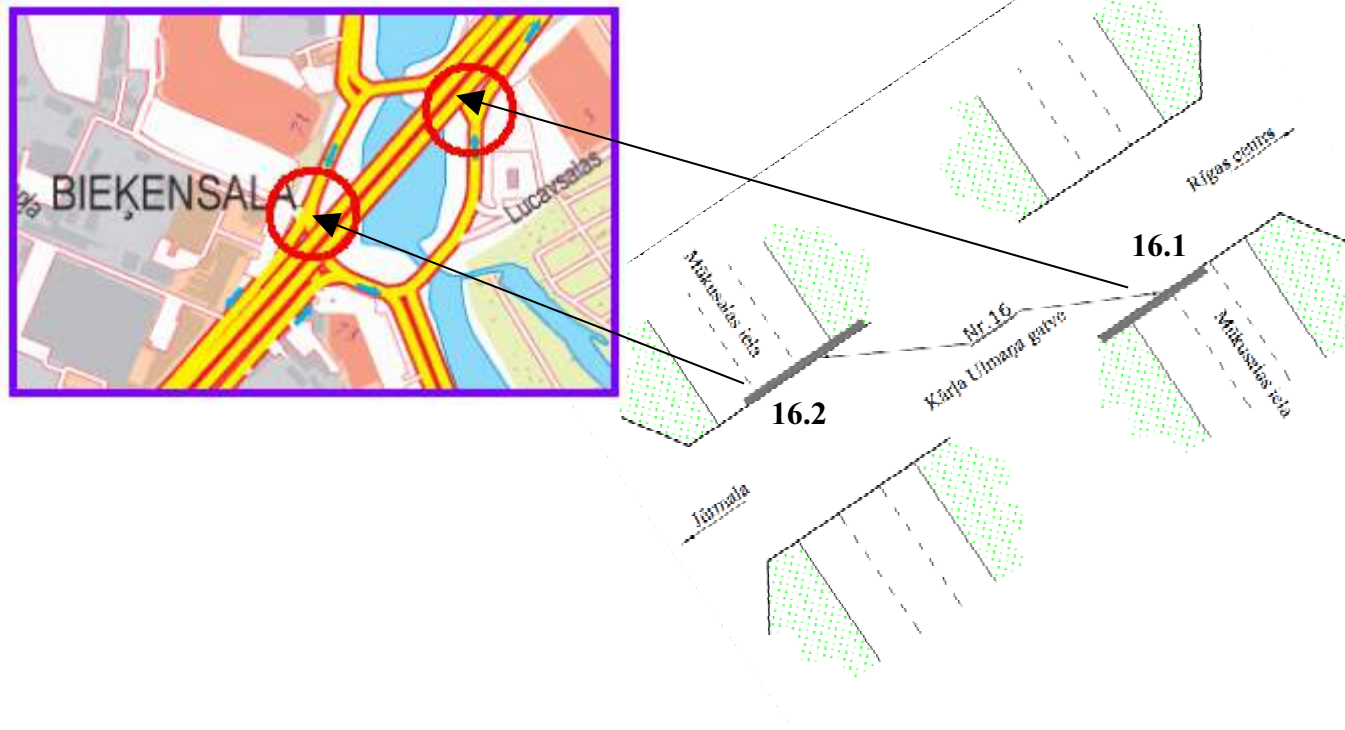 BIEĶENSALA
Lucavsalas
Rīgas centrs
16.1
Mūkusalas iela
Nr.16
Kārļa Ulmaņa gatve
Mūkusalas iela
16.2
Jūrmala